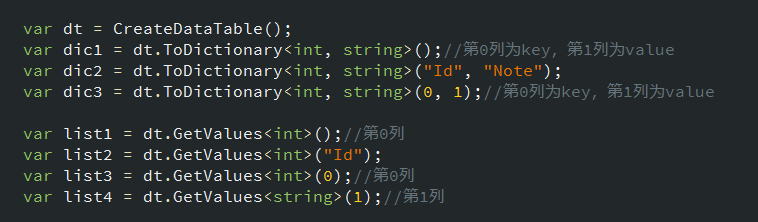 var dt = CreateDataTable();
var dic1 = dt.ToDictionary<int, string>();//第0列为key, 第1列为value
var dic2 = dt.ToDictionary<int, string>("Id", "Note");
var dic3 = dt.ToDictionary<int, string>(0, 1);//第0列为key, 第1列为value
var list1 = dt.GetValues<int>();//第0列
var list2 = dt.GetValues<int>("Id");
var list3 = dt.GetValues<int>(0);//第0列
var list4 = dt.GetValues<string>(1);//第1列